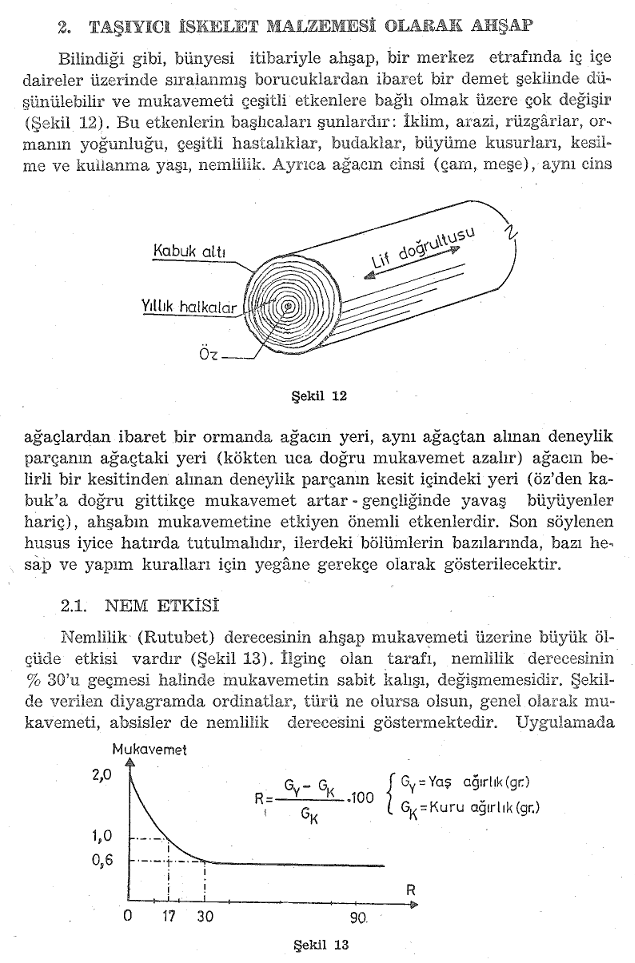 2. TAŞIYICI İSKELET MALZEMESİ OLARAK AHŞAP
Bilindiği gibi, bünyesi itibariyle ahşap, bir merkez etrafında iç içe
daireler üzerinde sıralanmış borucuklardan ibaret bir demet şeklinde dü-
şünülebilir ve mukavemeti çeşitli etkenlere bağlı olmak üzere çok değişir
(Şekil 12). Bu etkenlerin başlıcaları şunlardır: İklim, arazi, rüzgârlar, or-
manın yoğunluğu, çeşitli hastalıklar, budaklar, büyüme kusurları, kesil-
me ve kullanma yaşı, nemlilik. Ayrıca ağacın cinsi (çam, meşe), aynı cins
Kabuk altı
Lif doğrultusu
Yıllık halkalar
Öz
Şekil 12
ağaçlardan ibaret bir ormanda ağacın yeri, aynı ağaçtan alınan deneylik
parçanın ağaçtaki yeri (kökten uca doğru mukavemet azalır) ağacın be-
lirli bir kesitinden alınan deneylik parçanın kesit içindeki yeri (öz'den ka-
buk'a doğru gittikçe mukavemet artar - gençliğinde yavaş büyüyenler
hariç), ahşabın mukavemetine etkiyen önemli etkenlerdir. Son söylenen
husus iyice hatırda tutulmalıdır, ilerdeki bölümlerin bazılarında, bazı he-
sap ve yapım kuralları için yegâne gerekçe olarak gösterilecektir.
2.1. NEM ETKİSİ
Nemlilik (Rutubet) derecesinin ahşap mukavemeti üzerine büyük öl-
çüde etkisi vardır (Şekil 13). İlginç olan tarafı, nemlilik derecesinin
% 30'u geçmesi halinde mukavemetin sabit kalışı, değişmemesidir. Şekil-
de verilen diyagramda ordinatlar, türü ne olursa olsun, genel olarak mu-
kavemeti, absisler de nemlilik derecesini göstermektedir. Uygulamada
Mukavemet
2,0
R= (Gy - GK) / GK .100
Gy = Yaş ağırlık (gr.)
GK = Kuru ağırlık (gr.)
1,0
0,6
R
0 17 30 90
Şekil 13